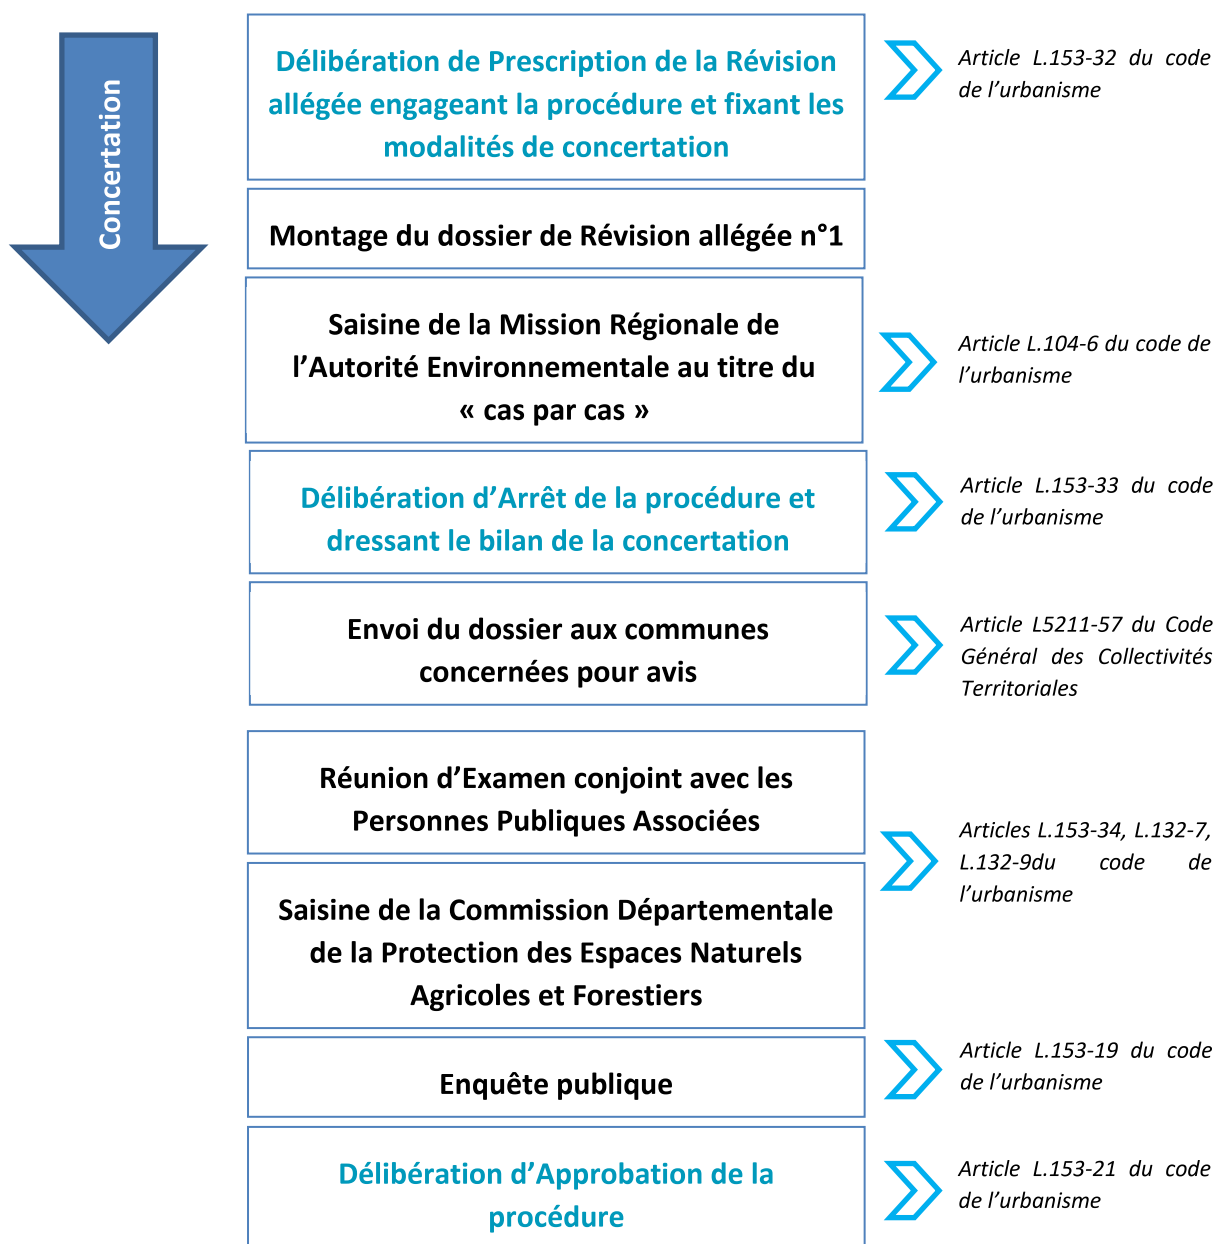 Concertation
Délibération de Prescription de la Révision
allégée engageant la procédure et fixant les
modalités de concertation
Article L.153-32 du code
de l’urbanisme
Montage du dossier de Révision allégée n°1
Saisine de la Mission Régionale de
l’Autorité Environnementale au titre du
« cas par cas »
Article L.104-6 du code de
l’urbanisme
Délibération d’Arrêt de la procédure et
dressant le bilan de la concertation
Article L.153-33 du code
de l’urbanisme
Envoi du dossier aux communes
concernées pour avis
Article L5211-57 du Code
Général des Collectivités
Territoriales
Réunion d’Examen conjoint avec les
Personnes Publiques Associées
Saisine de la Commission Départementale
de la Protection des Espaces Naturels
Agricoles et Forestiers
Articles L.153-34, L.132-7,
L.132-9du code de
l’urbanisme
Enquête publique
Article L.153-19 du code
de l’urbanisme
Délibération d’Approbation de la
procédure
Article L.153-21 du code
de l’urbanisme